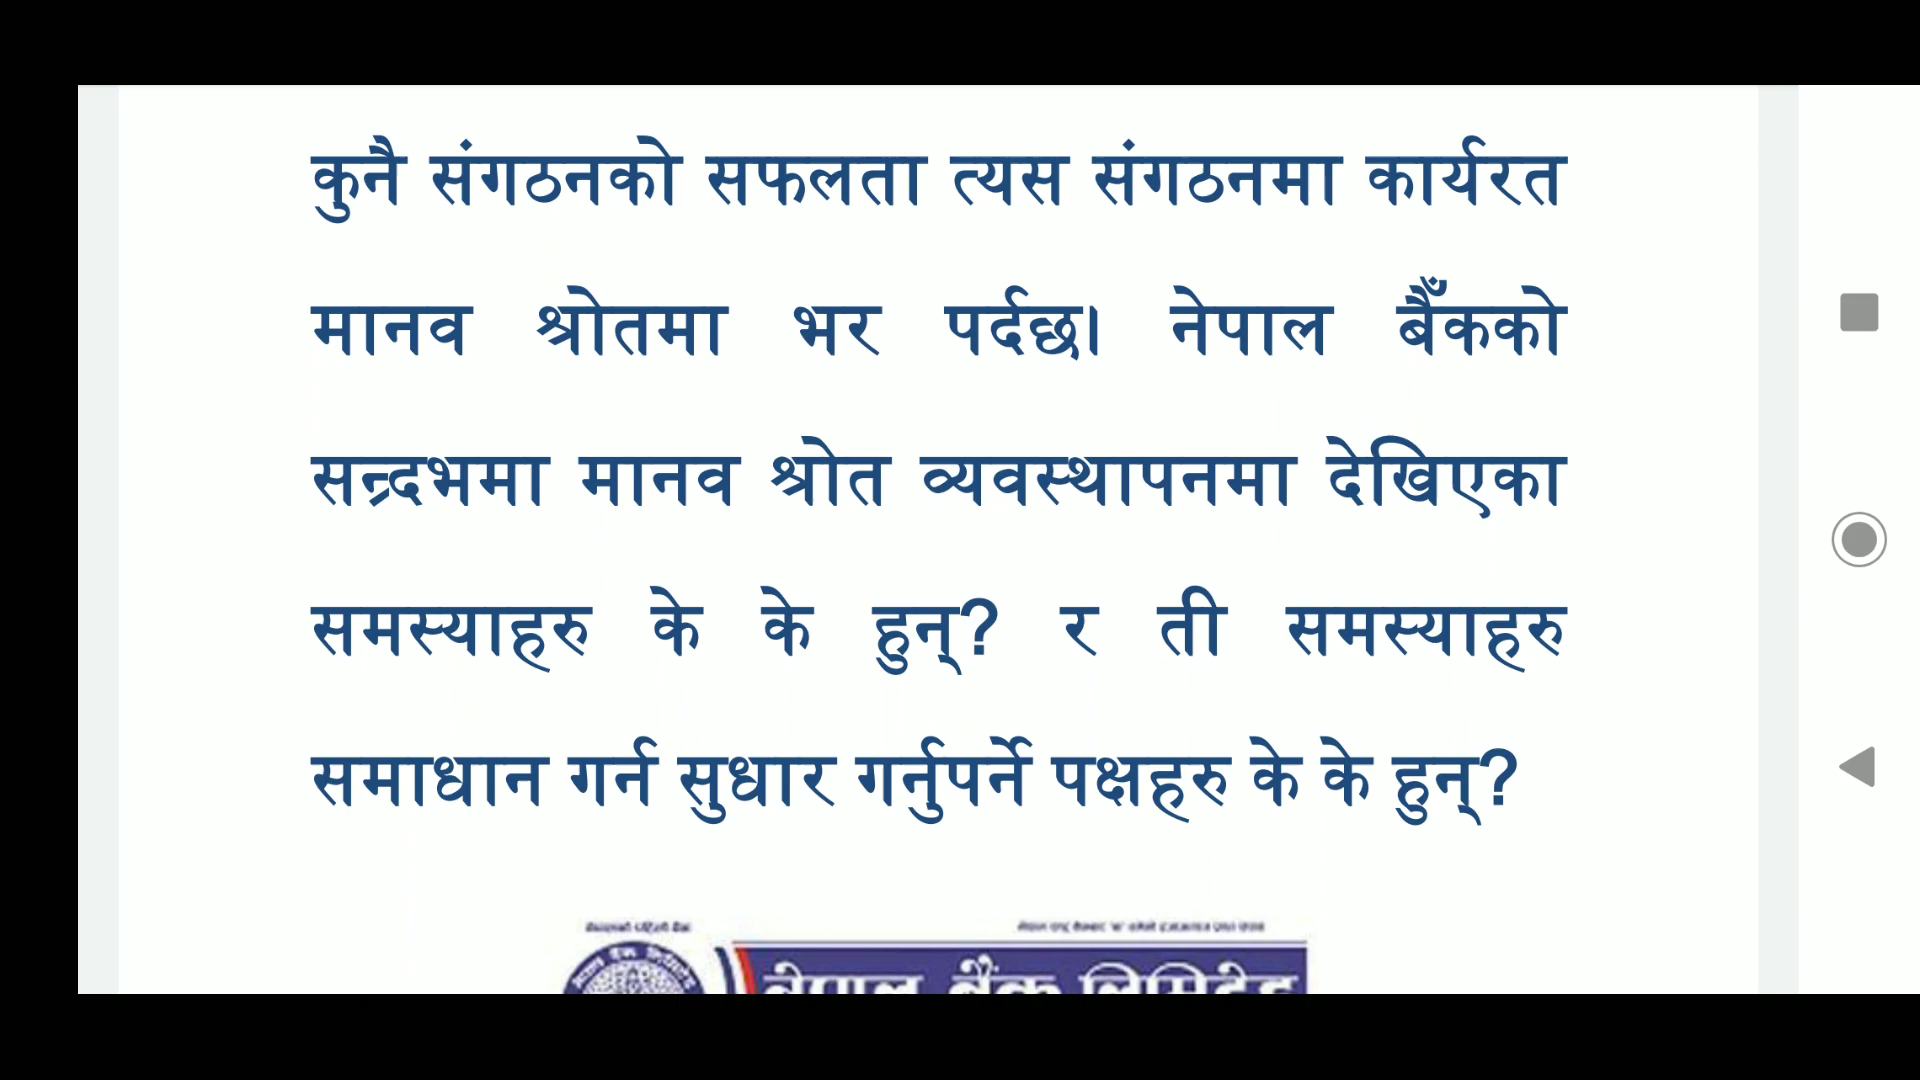 कुनै संगठनको सफलता त्यस संगठनमा कार्यरत
मानव श्रोतमा भर पर्दछ। नेपाल बैँकको
सन्र्दभमा मानव श्रोत व्यवस्थापनमा देखिएका
समस्याहरु के के हुन्? र ती समस्याहरु
समाधान गर्न सुधार गर्नुपर्ने पक्षहरु के के हुन्?
नेपाल बैंक लिमिटेड